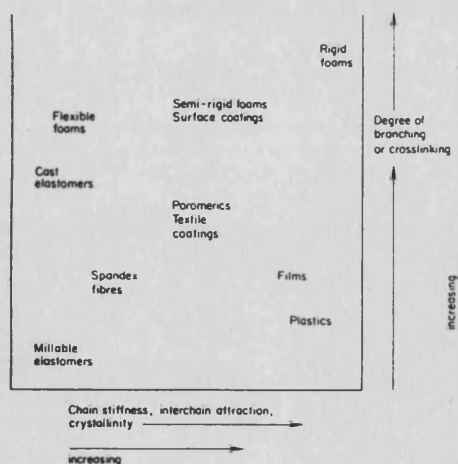 Rigid
foams
Semi-rigid foams
Surface coatings
Flexible
foams
Degree of
branching
or crosslinking
Cast
elastomers
Poromerics
Textile
coatings
Spandex
fibres
Films
Plastics
increasing
Millable
elastomers
Chain stiffness, interchain attraction,
crystallinity
increasing